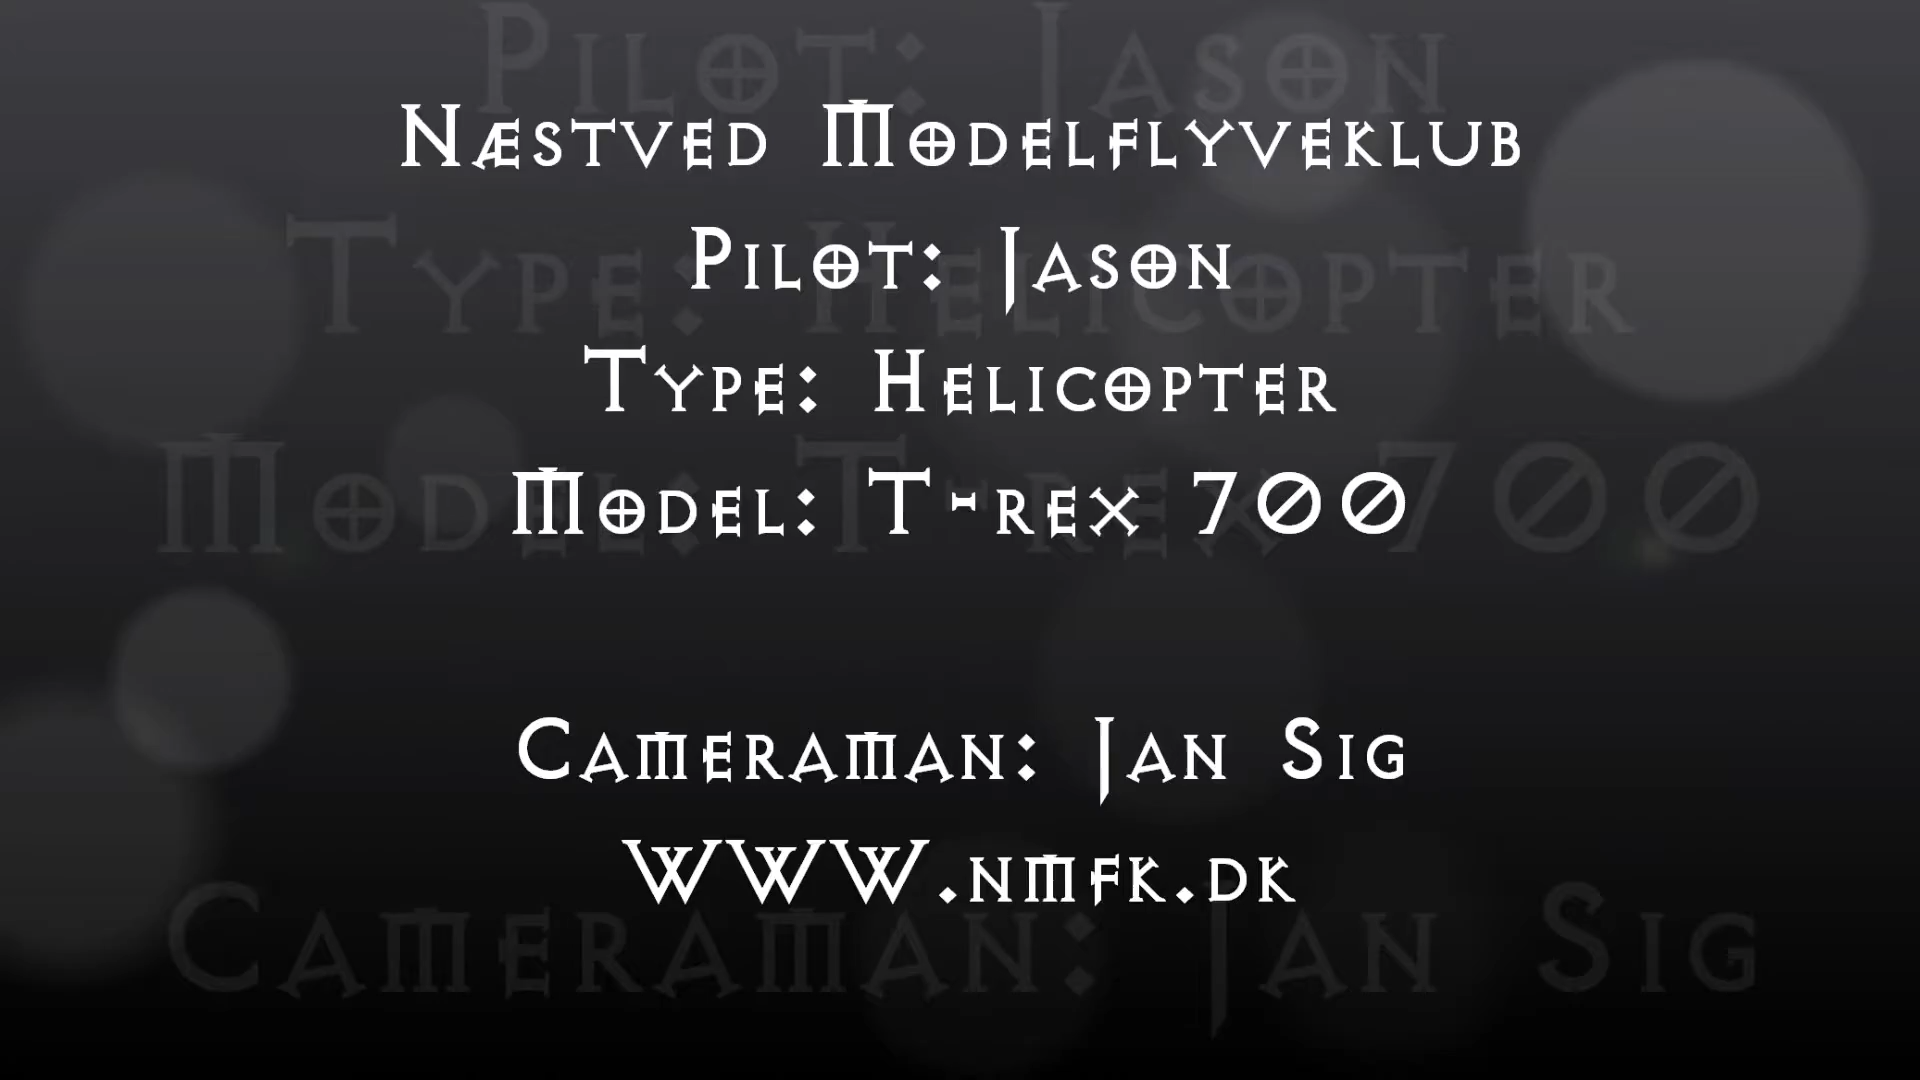 Næstved Modelflyveklub
Pilot: Jason
Type: Helicopter
Model: T-rex 700
Cameraman: Jan Sig
WWW.nmfk.dk